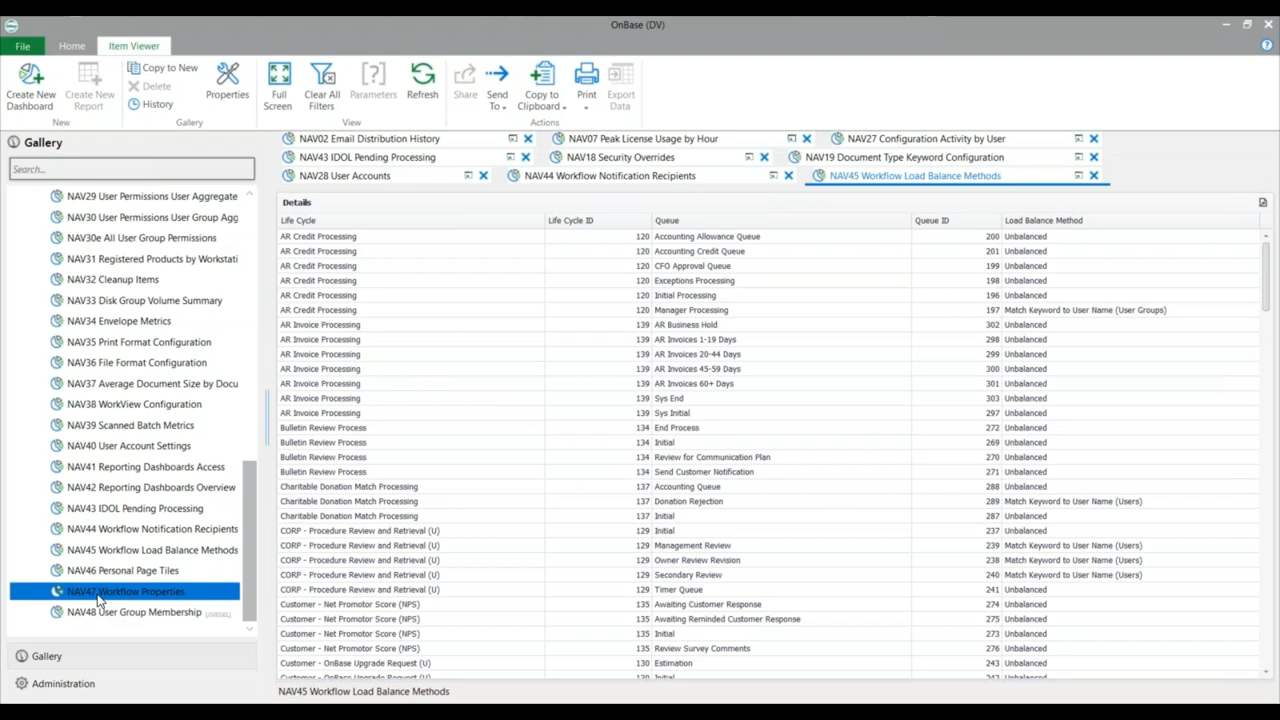 OnBase (DV)
File Home Item Viewer
Create New Dashboard
Create New Report
New
Copy to New
Delete
History
Properties
Gallery
Full Screen
Clear All Filters
Parameters
Refresh
View
Share
Send To
Copy to Clipboard
Print
Export Data
Actions
Gallery
Search...
NAV29 User Permissions User Aggregate
NAV30 User Permissions User Group Agg
NAV30e All User Group Permissions
NAV31 Registered Products by Workstati
NAV32 Cleanup Items
NAV33 Disk Group Volume Summary
NAV34 Envelope Metrics
NAV35 Print Format Configuration
NAV36 File Format Configuration
NAV37 Average Document Size by Docu
NAV38 WorkView Configuration
NAV39 Scanned Batch Metrics
NAV40 User Account Settings
NAV41 Reporting Dashboards Access
NAV42 Reporting Dashboards Overview
NAV43 IDOL Pending Processing
NAV44 Workflow Notification Recipients
NAV45 Workflow Load Balance Methods
NAV46 Personal Page Tiles
NAV47 Workflow Properties
NAV48 User Group Membership
Gallery
Administration
NAV02 Email Distribution History NAV07 Peak License Usage by Hour NAV27 Configuration Activity by User
NAV43 IDOL Pending Processing NAV18 Security Overrides NAV19 Document Type Keyword Configuration
NAV28 User Accounts NAV44 Workflow Notification Recipients NAV45 Workflow Load Balance Methods
Details
Life Cycle Life Cycle ID Queue Queue ID Load Balance Method
AR Credit Processing 120 Accounting Allowance Queue 200 Unbalanced
AR Credit Processing 120 Accounting Credit Queue 201 Unbalanced
AR Credit Processing 120 CFO Approval Queue 199 Unbalanced
AR Credit Processing 120 Exceptions Processing 198 Unbalanced
AR Credit Processing 120 Initial Processing 196 Unbalanced
AR Credit Processing 120 Manager Processing 197 Match Keyword to User Name (User Groups)
AR Invoice Processing 139 AR Business Hold 302 Unbalanced
AR Invoice Processing 139 AR Invoices 1-19 Days 298 Unbalanced
AR Invoice Processing 139 AR Invoices 20-44 Days 299 Unbalanced
AR Invoice Processing 139 AR Invoices 45-59 Days 300 Unbalanced
AR Invoice Processing 139 AR Invoices 60+ Days 301 Unbalanced
AR Invoice Processing 139 Sys End 303 Unbalanced
AR Invoice Processing 139 Sys Initial 297 Unbalanced
Bulletin Review Process 134 End Process 272 Unbalanced
Bulletin Review Process 134 Initial 269 Unbalanced
Bulletin Review Process 134 Review for Communication Plan 270 Unbalanced
Bulletin Review Process 134 Send Customer Notification 271 Unbalanced
Charitable Donation Match Processing 137 Accounting Queue 288 Unbalanced
Charitable Donation Match Processing 137 Donation Rejection 289 Match Keyword to User Name (Users)
Charitable Donation Match Processing 137 Initial 287 Unbalanced
CORP - Procedure Review and Retrieval (U) 129 Initial 237 Unbalanced
CORP - Procedure Review and Retrieval (U) 129 Management Review 239 Match Keyword to User Name (Users)
CORP - Procedure Review and Retrieval (U) 129 Owner Review Revision 238 Match Keyword to User Name (Users)
CORP - Procedure Review and Retrieval (U) 129 Secondary Review 240 Match Keyword to User Name (Users)
CORP - Procedure Review and Retrieval (U) 129 Timer Queue 241 Unbalanced
Customer - Net Promotor Score (NPS) 135 Awaiting Customer Response 274 Unbalanced
Customer - Net Promotor Score (NPS) 135 Awaiting Reminded Customer Response 275 Unbalanced
Customer - Net Promotor Score (NPS) 135 Initial 273 Unbalanced
Customer - Net Promotor Score (NPS) 135 Review Survey Comments 276 Unbalanced
Customer - OnBase Upgrade Request (U) 130 Estimation 243 Unbalanced
Customer - OnBase Upgrade Request (U) 130 Initial 242 Unbalanced
NAV45 Workflow Load Balance Methods